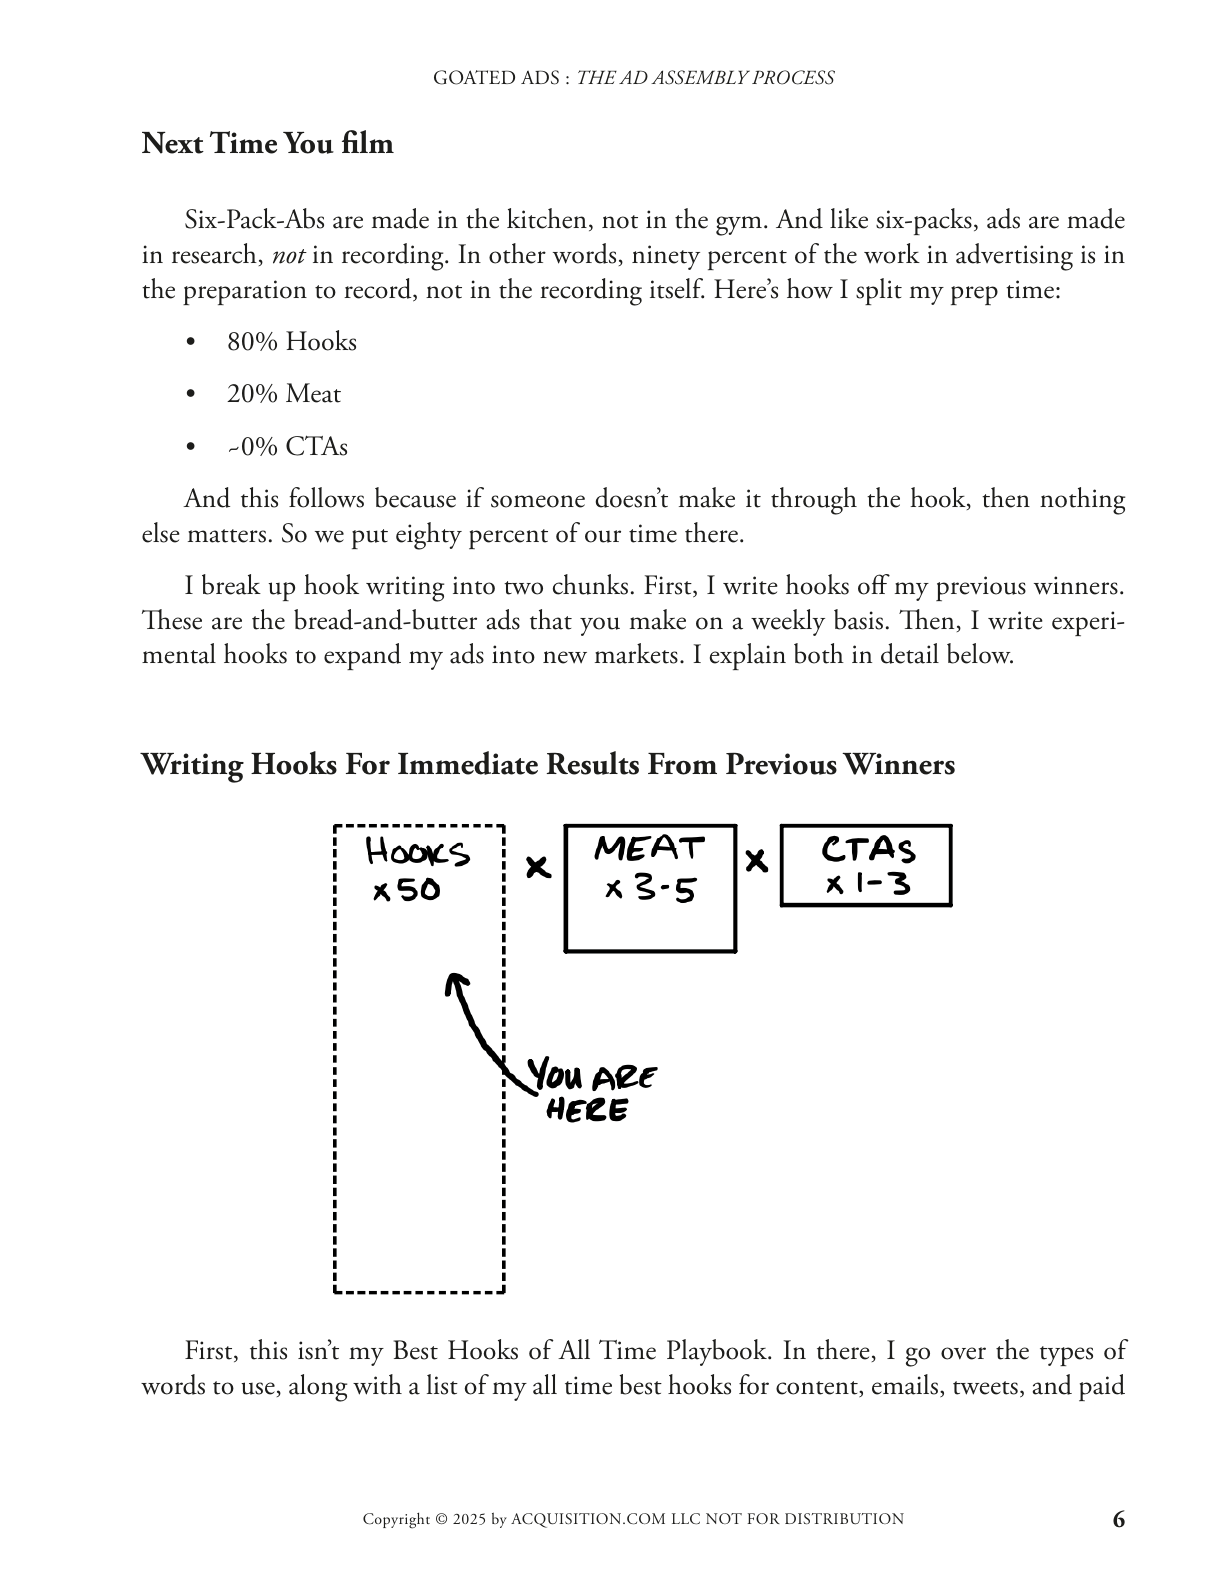 GOATED ADS : THE AD ASSEMBLY PROCESS
Next Time You film
Six-Pack-Abs are made in the kitchen, not in the gym. And like six-packs, ads are made
in research, not in recording. In other words, ninety percent of the work in advertising is in
the preparation to record, not in the recording itself. Here’s how I split my prep time:
• 80% Hooks
• 20% Meat
• ~0% CTAs
And this follows because if someone doesn’t make it through the hook, then nothing
else matters. So we put eighty percent of our time there.
I break up hook writing into two chunks. First, I write hooks off my previous winners.
These are the bread-and-butter ads that you make on a weekly basis. Then, I write experi-
mental hooks to expand my ads into new markets. I explain both in detail below.
Writing Hooks For Immediate Results From Previous Winners
HOOKS
x 50
x
MEAT
x 3-5
x
CTAS
x 1-3
YOU ARE
HERE
First, this isn’t my Best Hooks of All Time Playbook. In there, I go over the types of
words to use, along with a list of my all time best hooks for content, emails, tweets, and paid
Copyright © 2025 by ACQUISITION.COM LLC NOT FOR DISTRIBUTION
6